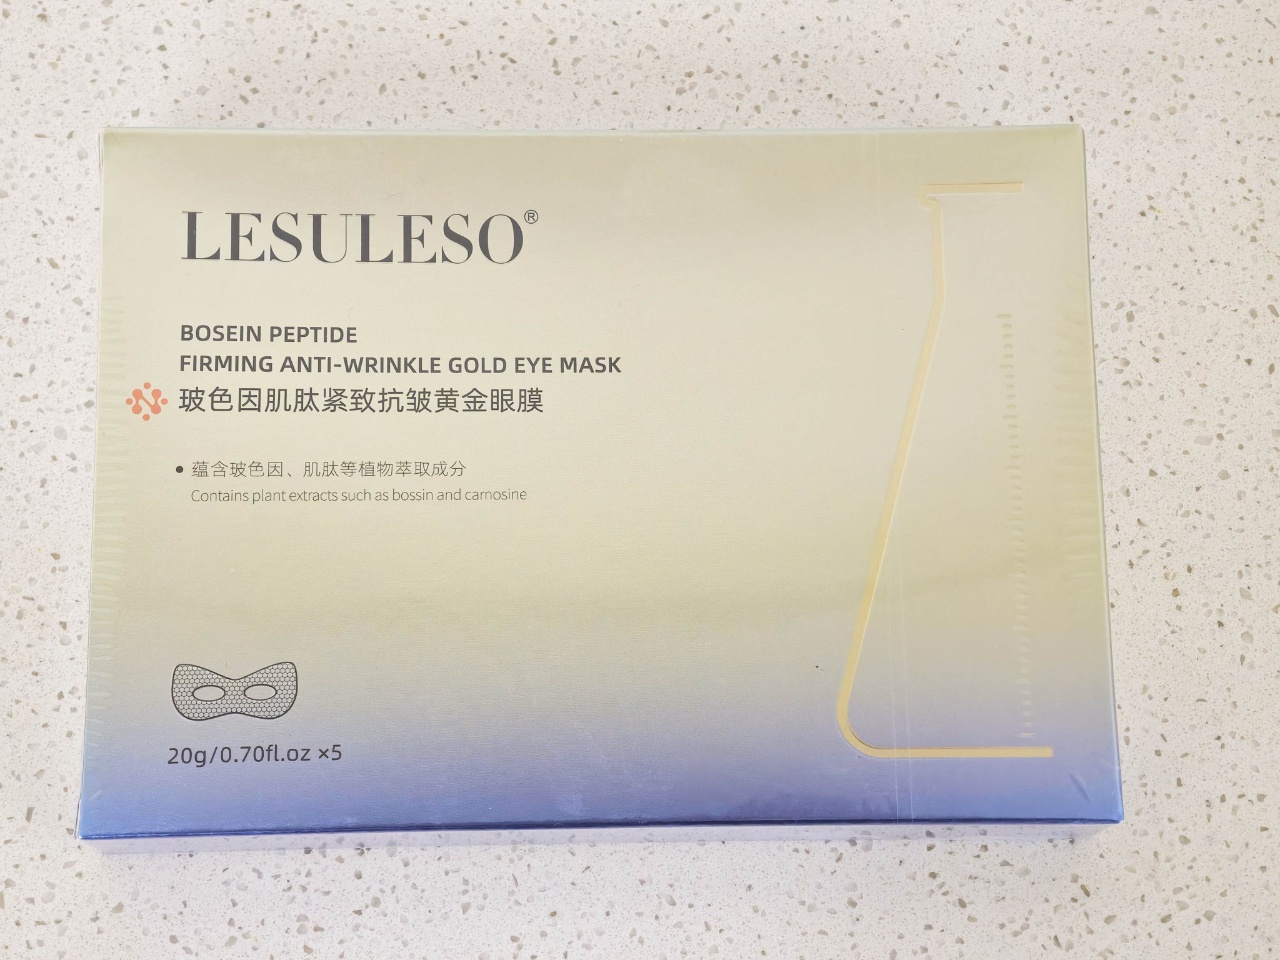 LESULESO®
BOSEIN PEPTIDE
FIRMING ANTI-WRINKLE GOLD EYE MASK
玻色因肌肽紧致抗皱黄金眼膜
• 蕴含玻色因、肌肽等植物萃取成分
Contains plant extracts such as bossin and carnosine
20g/0.70fl.oz ×5